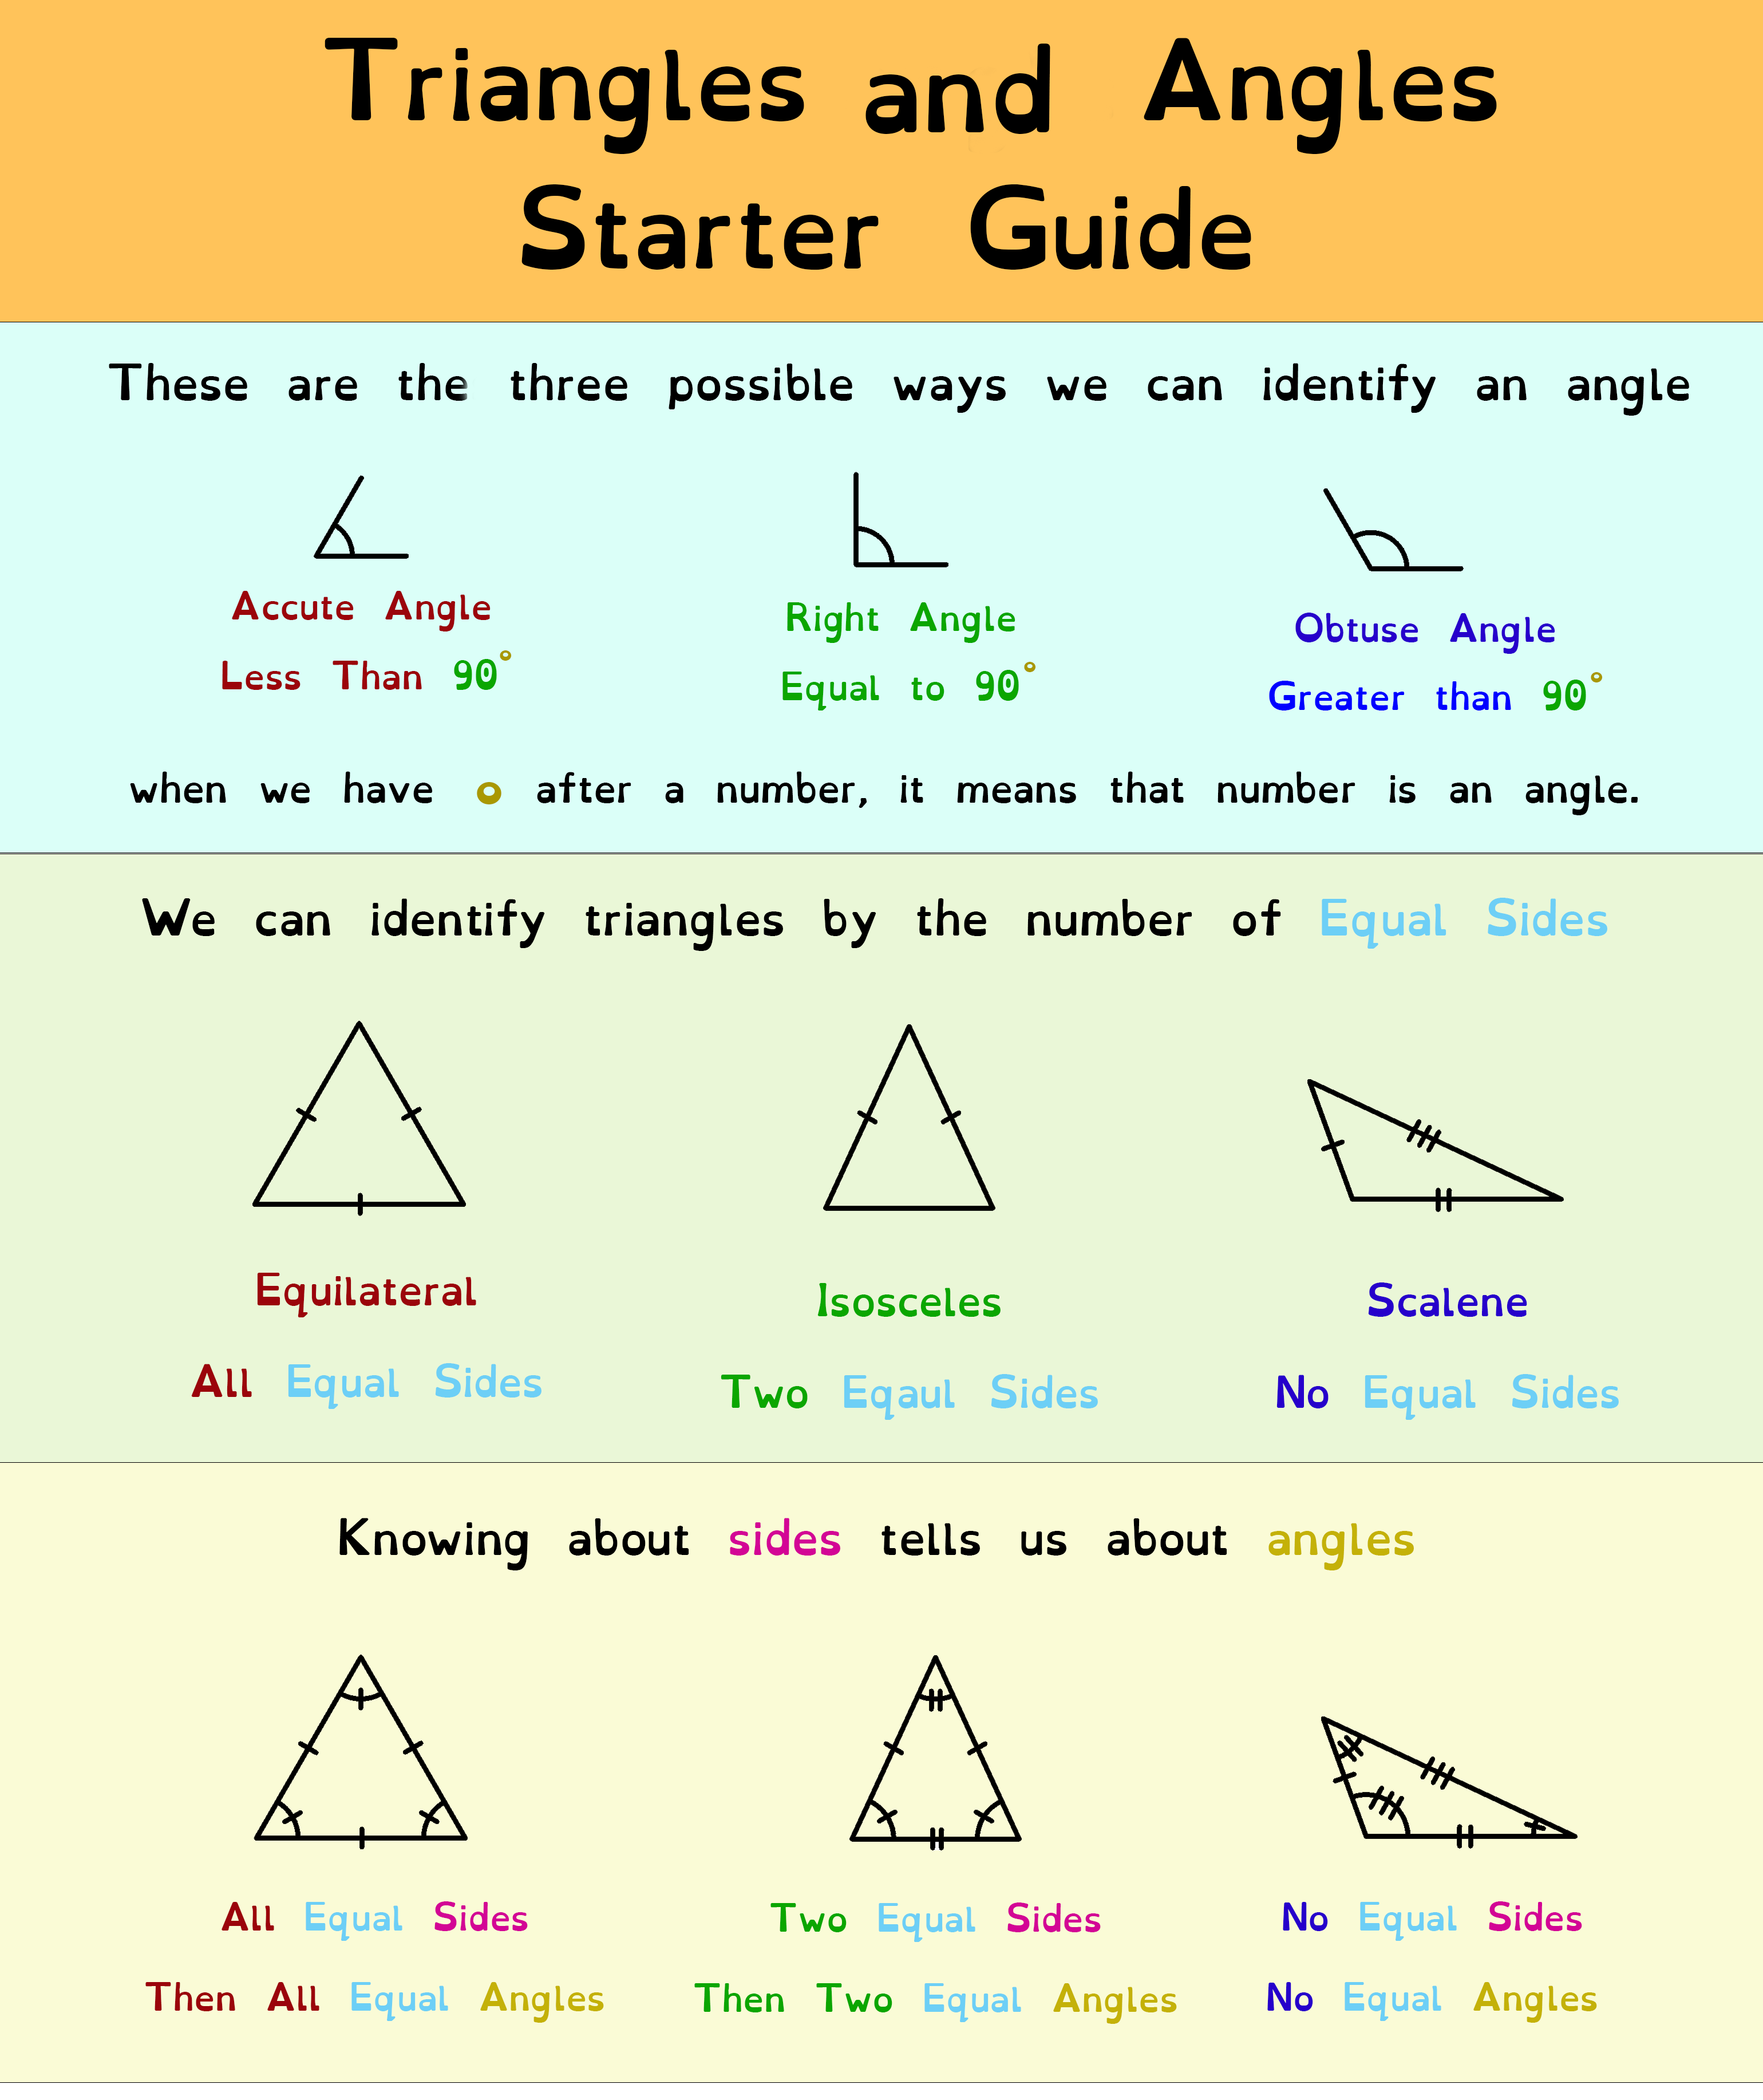 Triangles and Angles
Starter Guide
These are the three possible ways we can identify an angle
Accute Angle
Less Than 90°
Right Angle
Equal to 90°
Obtuse Angle
Greater than 90°
when we have o after a number, it means that number is an angle.
We can identify triangles by the number of Equal Sides
Equilateral
All Equal Sides
Isosceles
Two Eqaul Sides
Scalene
No Equal Sides
Knowing about sides tells us about angles
All Equal Sides
Then All Equal Angles
Two Equal Sides
Then Two Equal Angles
No Equal Sides
No Equal Angles